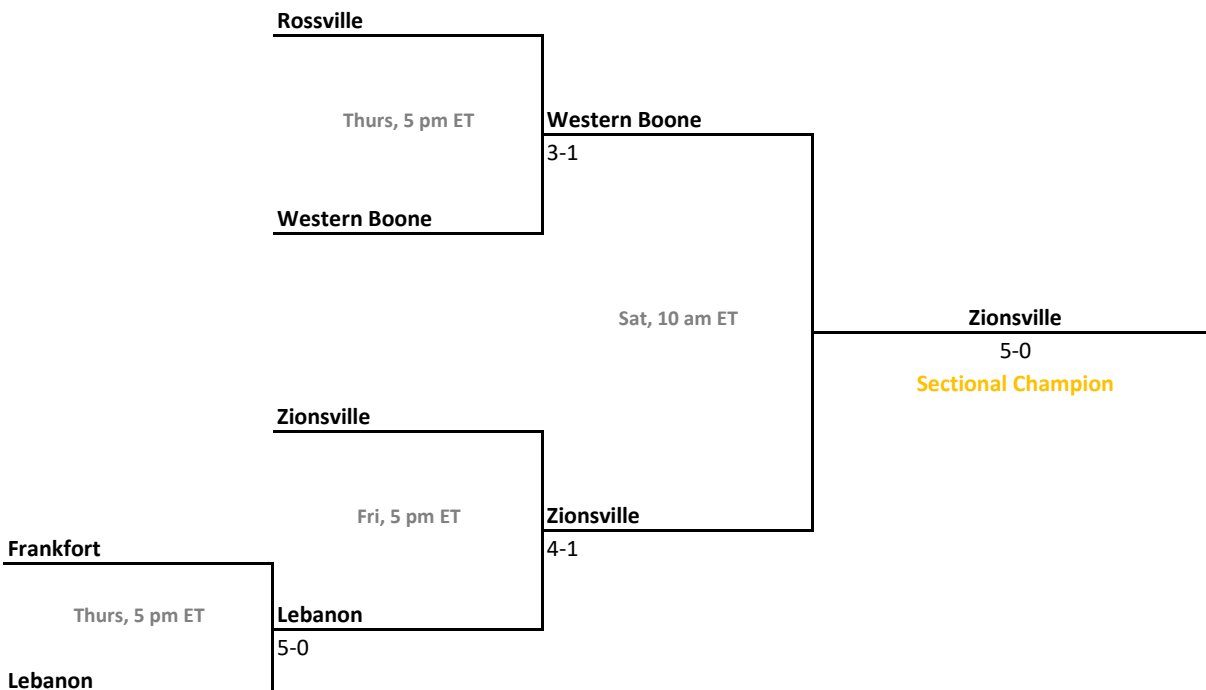 Rossville
Thurs, 5 pm ET
Western Boone
3-1
Western Boone
Sat, 10 am ET
Zionsville
5-0
Sectional Champion
Zionsville
Fri, 5 pm ET
Zionsville
4-1
Frankfort
Thurs, 5 pm ET
Lebanon
5-0
Lebanon